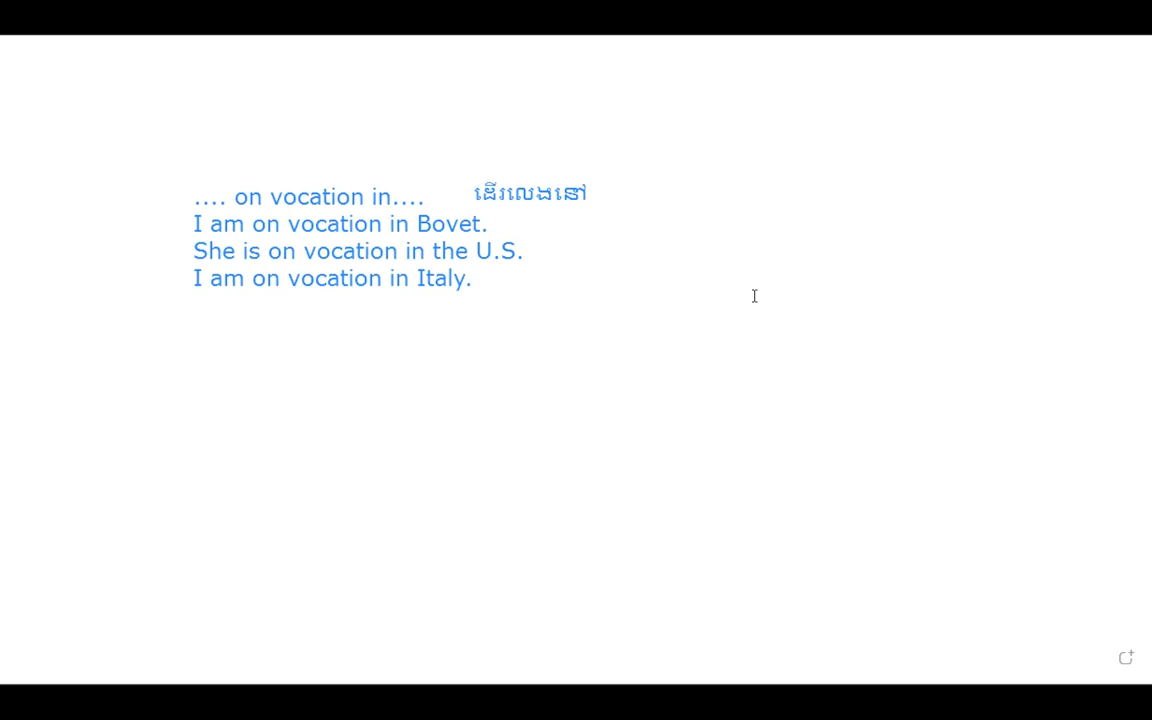 .... on vocation in.... ដើរលេងនៅ
I am on vocation in Bovet.
She is on vocation in the U.S.
I am on vocation in Italy.